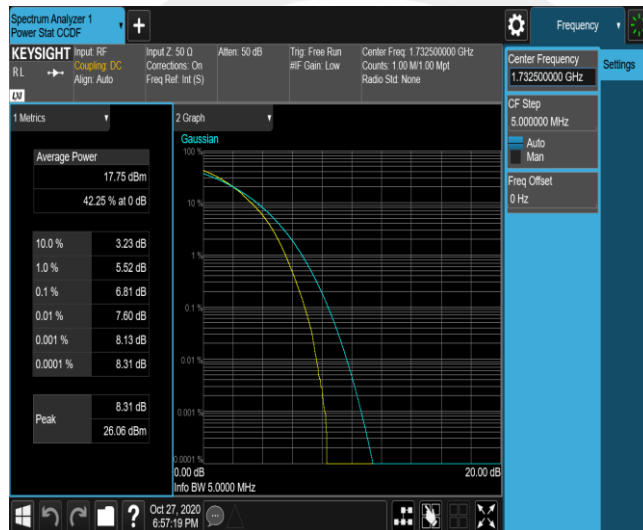 Spectrum Analyzer 1
Power Stat CCDF
+
Frequency
KEYSIGHT
RL
LXI
Input: RF
Coupling: DC
Align: Auto
Input Z: 50 Ω
Corrections: On
Freq Ref: Int (S)
Atten: 50 dB
Trig: Free Run
#IF Gain: Low
Center Freq: 1.732500000 GHz
Counts: 1.00 M/1.00 Mpt
Radio Std: None
Center Frequency
1.732500000 GHz
Settings
CF Step
5.000000 MHz
Auto
Man
Freq Offset
0 Hz
1 Metrics
Average Power
17.75 dBm
42.25 % at 0 dB
10.0 % 3.23 dB
1.0 % 5.52 dB
0.1 % 6.81 dB
0.01 % 7.60 dB
0.001 % 8.13 dB
0.0001 % 8.31 dB
Peak
8.31 dB
26.06 dBm
2 Graph
Gaussian
100 %
10 %
1 %
0.1 %
0.01 %
0.001 %
0.0001 %
0.00 dB 20.00 dB
Info BW 5.0000 MHz
?
Oct 27, 2020
6:57:19 PM